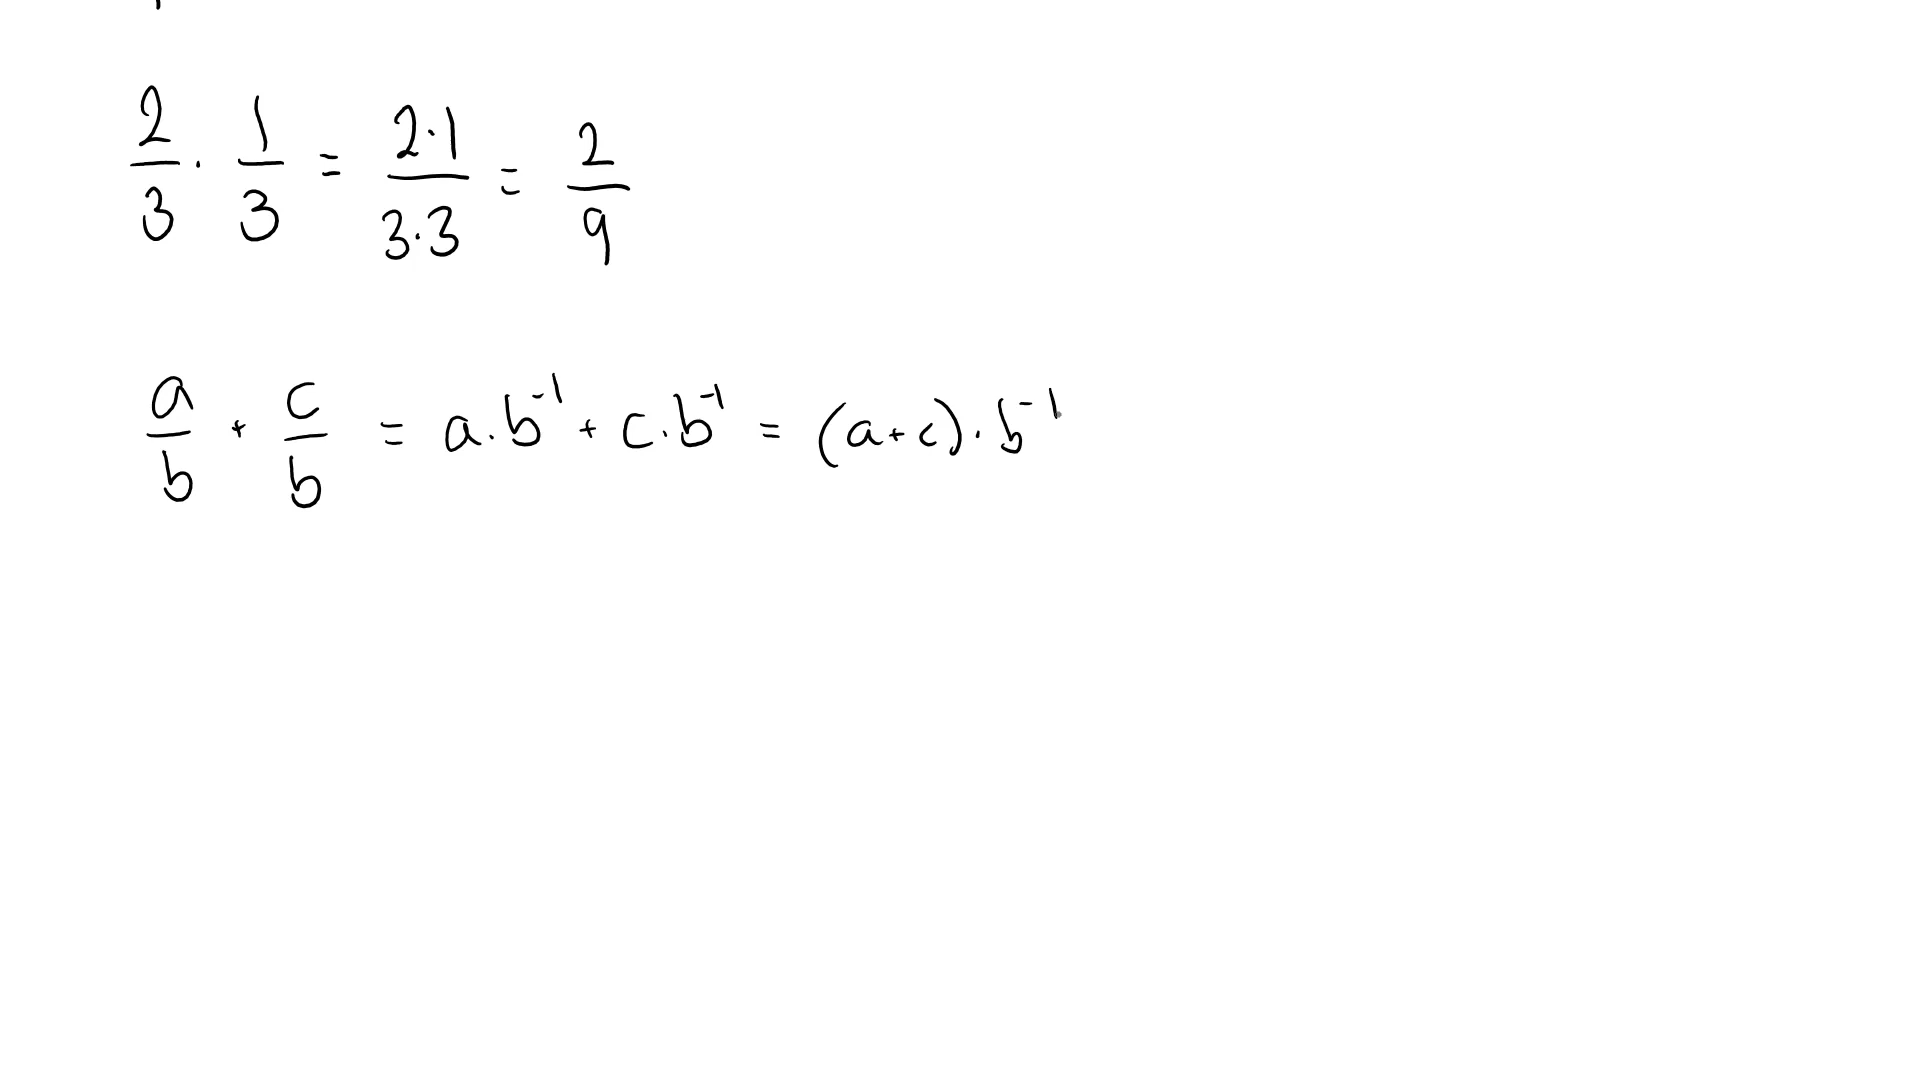 2/3 · 1/3 = 2·1/3·3 = 2/9
a/b + c/b = a·b⁻¹ + c·b⁻¹ = (a+c)·b⁻¹